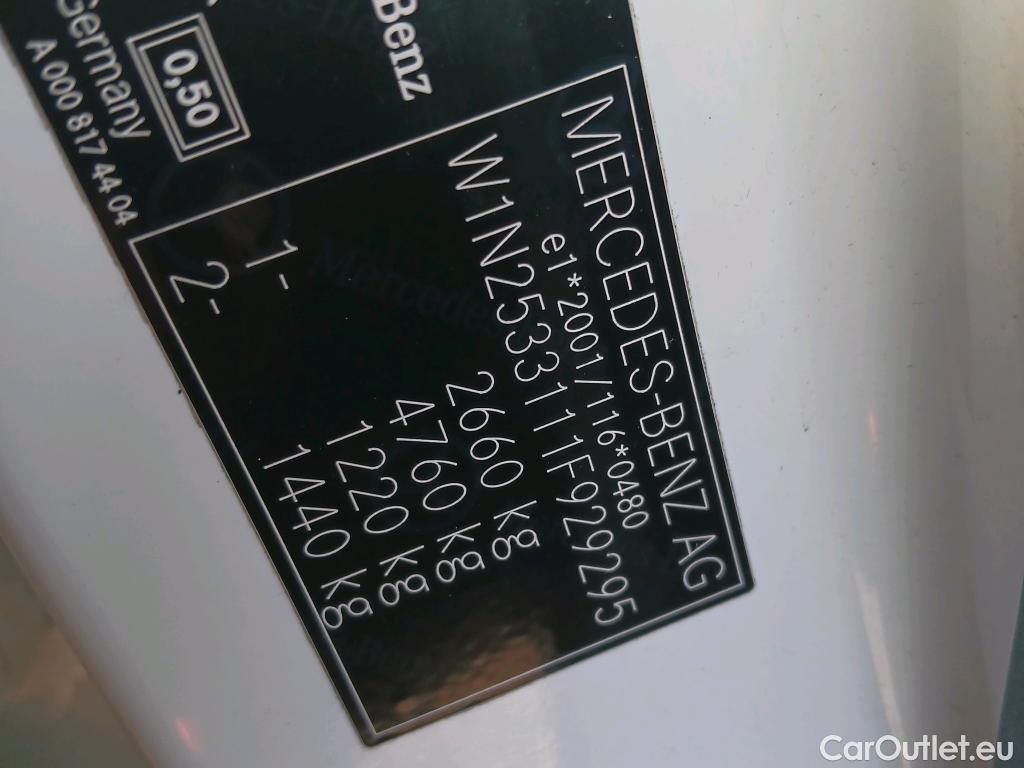 Benz
Germany
0,50
A 000 817 44 04
MERCEDES-BENZ AG
e1*2001/116*0480
W1N2533111F929295
2660 kg
4760 kg
1- 1220 kg
2- 1440 kg
CarOutlet.eu